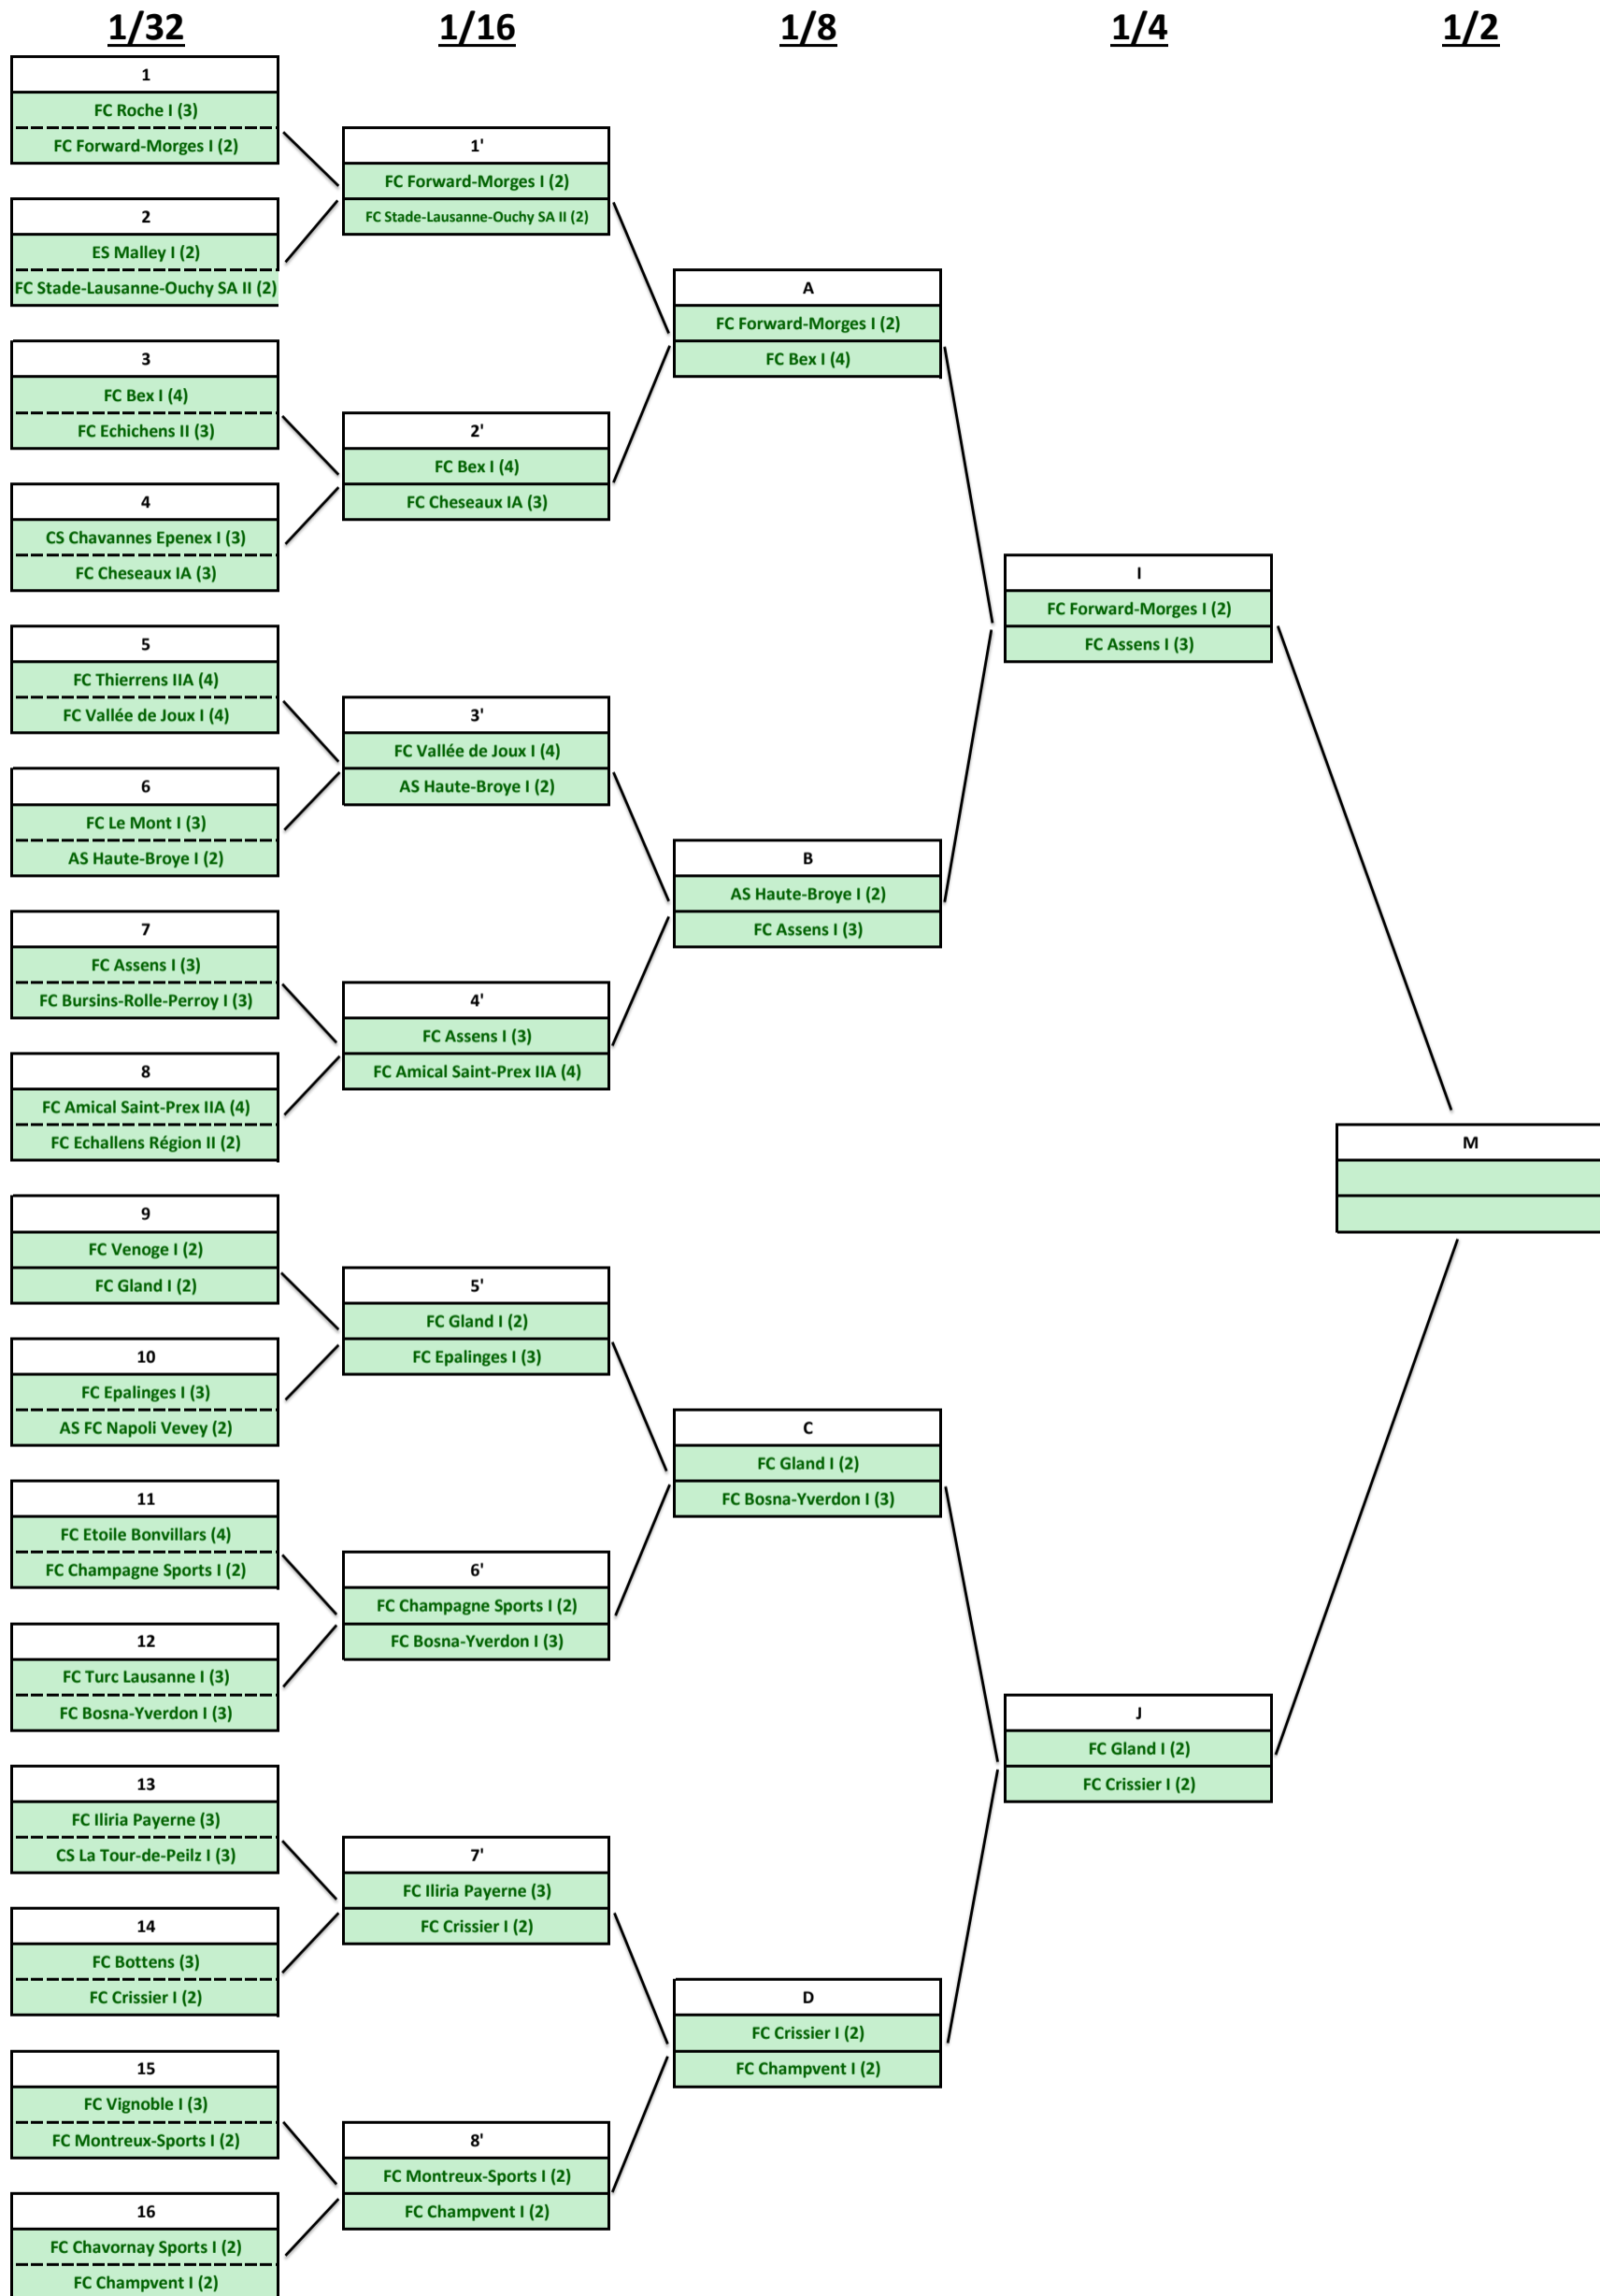 1/32
1/16
1/8
1/4
1/2
1
FC Roche I (3)
FC Forward-Morges I (2)
2
ES Malley I (2)
FC Stade-Lausanne-Ouchy SA II (2)
3
FC Bex I (4)
FC Echichens II (3)
4
CS Chavannes Epenex I (3)
FC Cheseaux IA (3)
5
FC Thierrens IIA (4)
FC Vallée de Joux I (4)
6
FC Le Mont I (3)
AS Haute-Broye I (2)
7
FC Assens I (3)
FC Bursins-Rolle-Perroy I (3)
8
FC Amical Saint-Prex IIA (4)
FC Echallens Région II (2)
9
FC Venoge I (2)
FC Gland I (2)
10
FC Epalinges I (3)
AS FC Napoli Vevey (2)
11
FC Etoile Bonvillars (4)
FC Champagne Sports I (2)
12
FC Turc Lausanne I (3)
FC Bosna-Yverdon I (3)
13
FC Iliria Payerne (3)
CS La Tour-de-Peilz I (3)
14
FC Bottens (3)
FC Crissier I (2)
15
FC Vignoble I (3)
FC Montreux-Sports I (2)
16
FC Chavornay Sports I (2)
FC Champvent I (2)
1'
FC Forward-Morges I (2)
FC Stade-Lausanne-Ouchy SA II (2)
2'
FC Bex I (4)
FC Cheseaux IA (3)
3'
FC Vallée de Joux I (4)
AS Haute-Broye I (2)
4'
FC Assens I (3)
FC Amical Saint-Prex IIA (4)
5'
FC Gland I (2)
FC Epalinges I (3)
6'
FC Champagne Sports I (2)
FC Bosna-Yverdon I (3)
7'
FC Iliria Payerne (3)
FC Crissier I (2)
8'
FC Montreux-Sports I (2)
FC Champvent I (2)
A
FC Forward-Morges I (2)
FC Bex I (4)
B
AS Haute-Broye I (2)
FC Assens I (3)
C
FC Gland I (2)
FC Bosna-Yverdon I (3)
D
FC Crissier I (2)
FC Champvent I (2)
I
FC Forward-Morges I (2)
FC Assens I (3)
J
FC Gland I (2)
FC Crissier I (2)
M